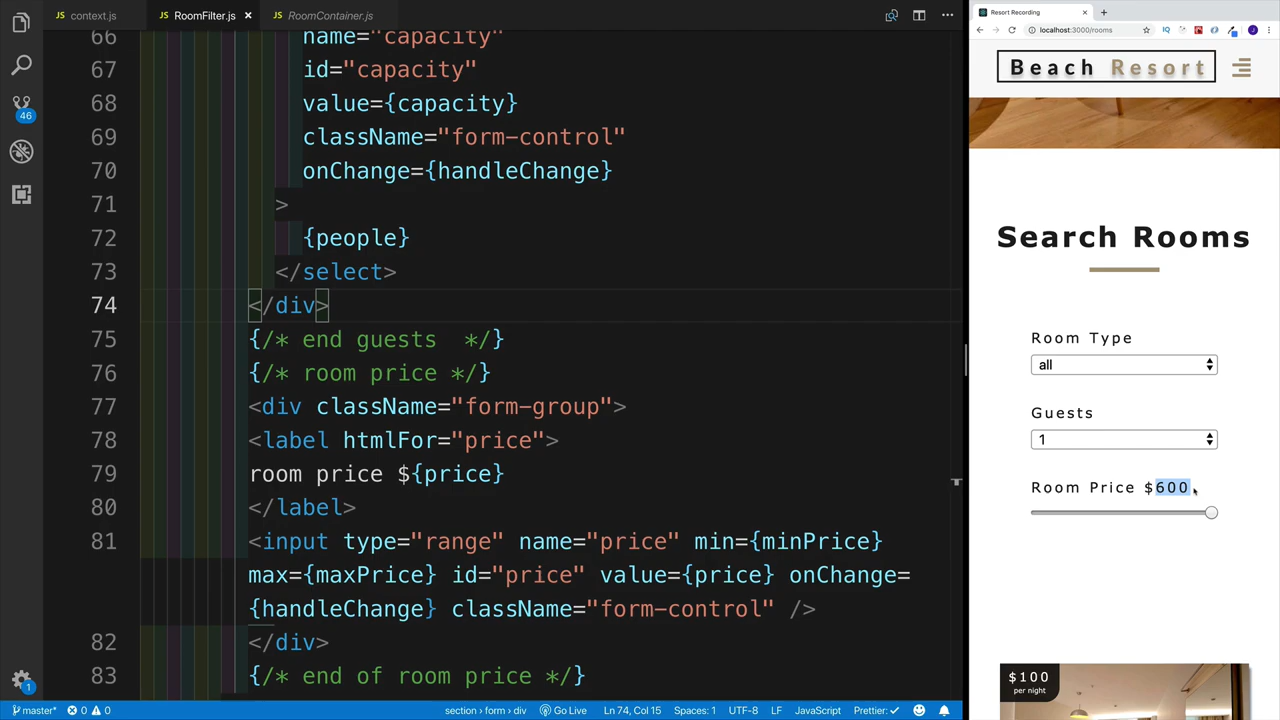 context.js
RoomFilter.js
RoomContainer.js
66
name="capacity"
67
id="capacity"
68
value={capacity}
69
className="form-control"
70
onChange={handleChange}
71
>
72
{people}
73
</select>
74
</div>
75
{/* end guests  */}
76
{/* room price */}
77
<div className="form-group">
78
<label htmlFor="price">
79
room price ${price}
80
</label>
81
<input type="range" name="price" min={minPrice}
max={maxPrice} id="price" value={price} onChange=
{handleChange} className="form-control" />
82
</div>
83
{/* end of room price */}
46
1
master*
0
0
section › form › div
Go Live
Ln 74, Col 15
Spaces: 1
UTF-8
LF
JavaScript
Prettier: ✓
Resort Recording
localhost:3000/rooms
IQ
J
Beach Resort
Search Rooms
Room Type
all
Guests
1
Room Price $600
$100
per night